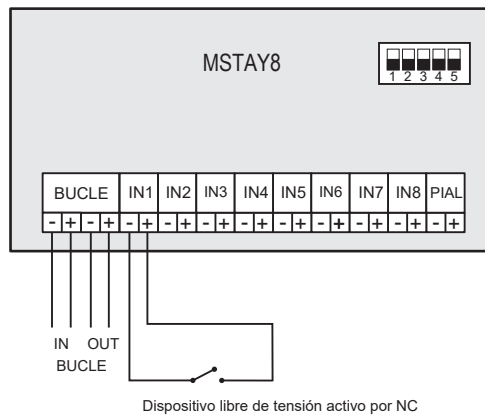 MSTAY8
1 2 3 4 5
BUCLE IN1 IN2 IN3 IN4 IN5 IN6 IN7 IN8 PIAL
- + - + - + - + - + - + - + - + - + - + - +
IN OUT
BUCLE
Dispositivo libre de tensión activo por NC